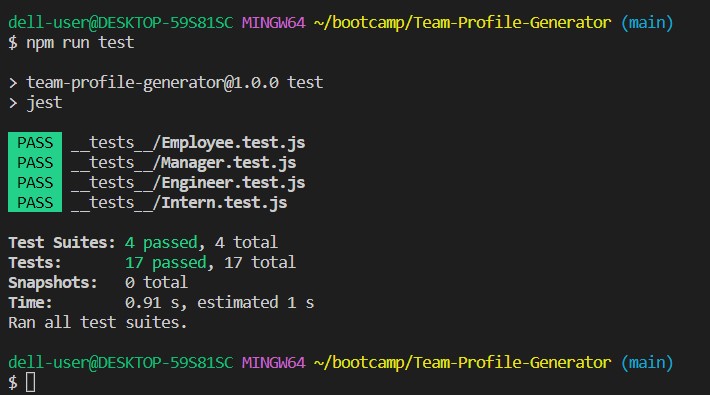 dell-user@DESKTOP-59S81SC MINGW64 ~/bootcamp/Team-Profile-Generator (main)
$ npm run test
> team-profile-generator@1.0.0 test
> jest
PASS __tests__/Employee.test.js
PASS __tests__/Manager.test.js
PASS __tests__/Engineer.test.js
PASS __tests__/Intern.test.js
Test Suites: 4 passed, 4 total
Tests: 17 passed, 17 total
Snapshots: 0 total
Time: 0.91 s, estimated 1 s
Ran all test suites.
dell-user@DESKTOP-59S81SC MINGW64 ~/bootcamp/Team-Profile-Generator (main)
$